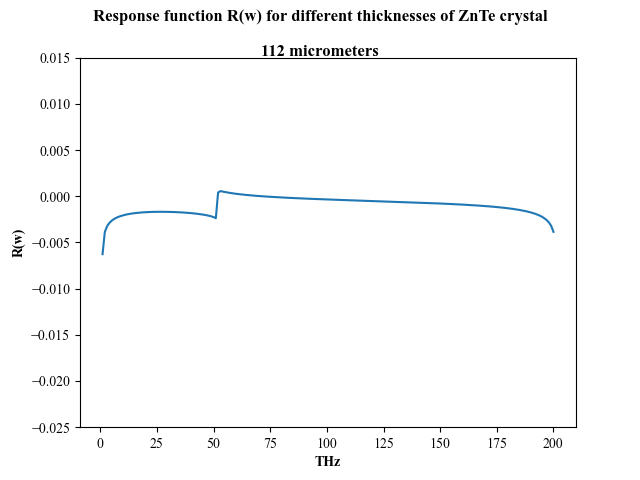 Response function R(w) for different thicknesses of ZnTe crystal
112 micrometers
0.015
0.010
0.005
0.000
−0.005
−0.010
−0.015
−0.020
−0.025
R(w)
0 25 50 75 100 125 150 175 200
THz